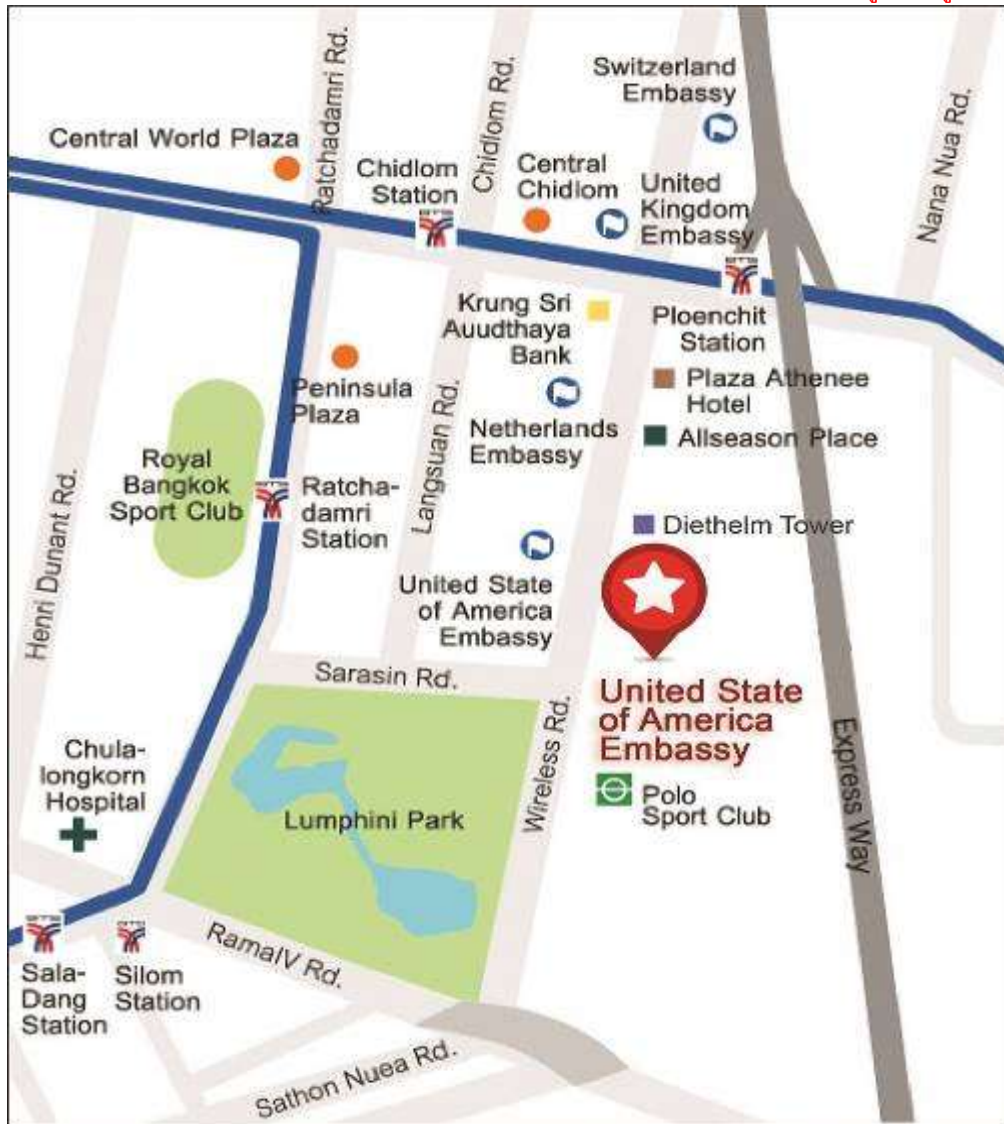 Switzerland
Embassy
Ratchadamri Rd.
Chidlom Rd.
Nana Nua Rd.
Central World Plaza
Chidlom
Station
Central
Chidlom
United
Kingdom
Embassy
Krung Sri
Auudthaya
Bank
Ploenchit
Station
Peninsula
Plaza
Plaza Athenee
Hotel
Netherlands
Embassy
Allseason Place
Langsuan Rd.
Royal
Bangkok
Sport Club
Ratcha-
damri
Station
Henri Dunant Rd.
Diethelm Tower
United State
of America
Embassy
Sarasin Rd.
United State
of America
Embassy
Wireless Rd.
Express Way
Chula-
longkorn
Hospital
Polo
Sport Club
Lumphini Park
RamaIV Rd.
Sala-
Dang
Station
Silom
Station
Sathon Nuea Rd.